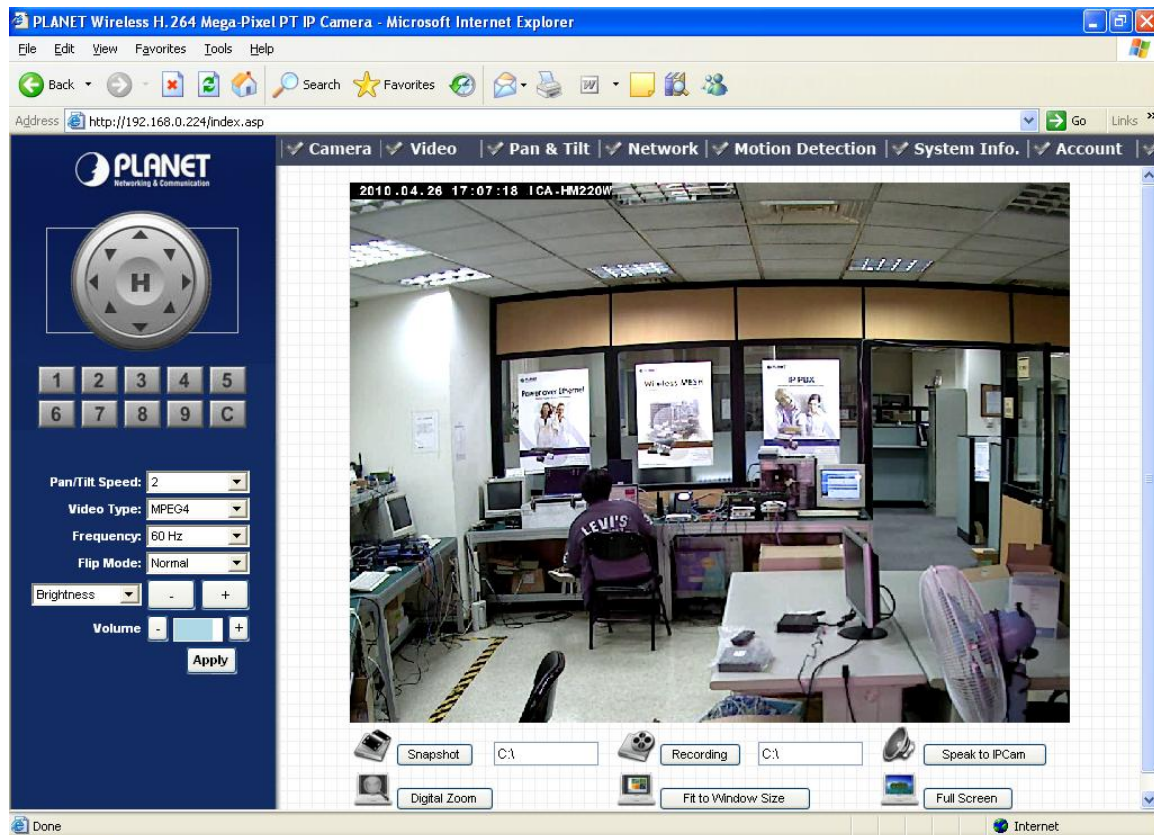 PLANET Wireless H.264 Mega-Pixel PT IP Camera - Microsoft Internet Explorer
File Edit View Favorites Tools Help
Back Search Favorites
Address http://192.168.0.224/index.asp Go Links »
Camera Video Pan & Tilt Network Motion Detection System Info. Account
PLANET
Networking & Communication
2010.04.26 17:07:18 ICA-HM220W
H
1 2 3 4 5
6 7 8 9 C
Power over Ethernet
Wireless MESH
IP PBX
LEVI'S
Pan/Tilt Speed: 2
Video Type: MPEG4
Frequency: 60 Hz
Flip Mode: Normal
Brightness - +
Volume - +
Apply
Snapshot C:\ Recording C:\ Speak to IPCam
Digital Zoom Fit to Window Size Full Screen
Done Internet